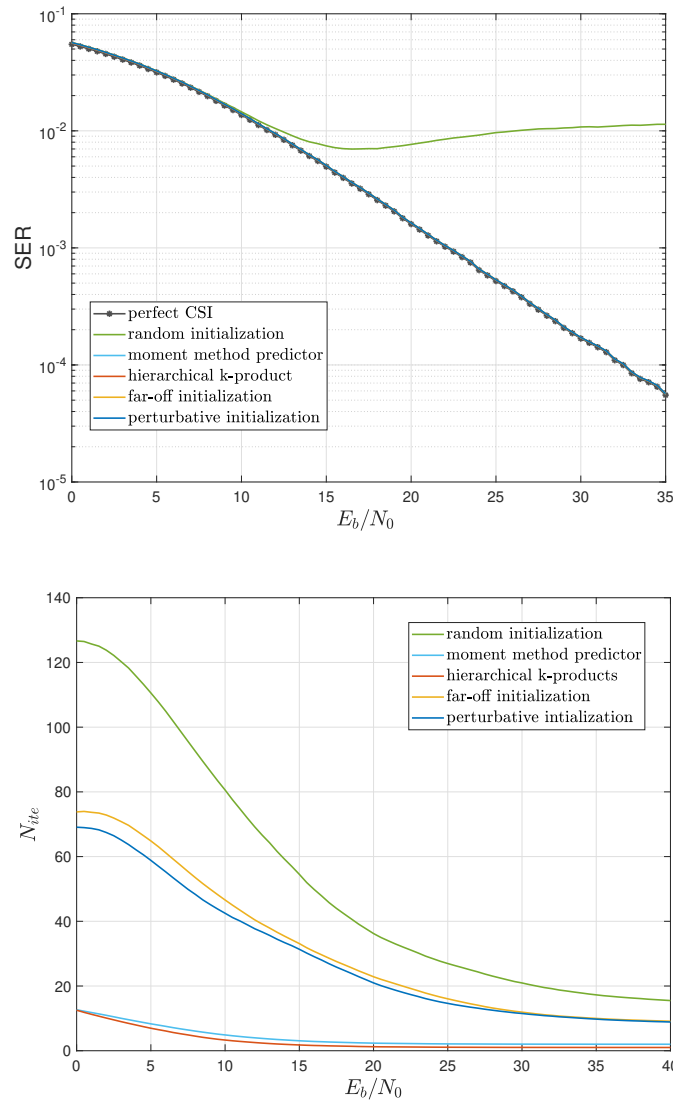 10^-1
10^-2
SER
10^-3
perfect CSI
random initialization
moment method predictor
hierarchical k-product
far-off initialization
perturbative initialization
10^-4
10^-5
0 5 10 15 20 25 30 35
E_b/N_0
140
120
100
80
60
40
20
0
N_ite
random initialization
moment method predictor
hierarchical k-products
far-off initialization
perturbative intialization
0 5 10 15 20 25 30 35 40
E_b/N_0